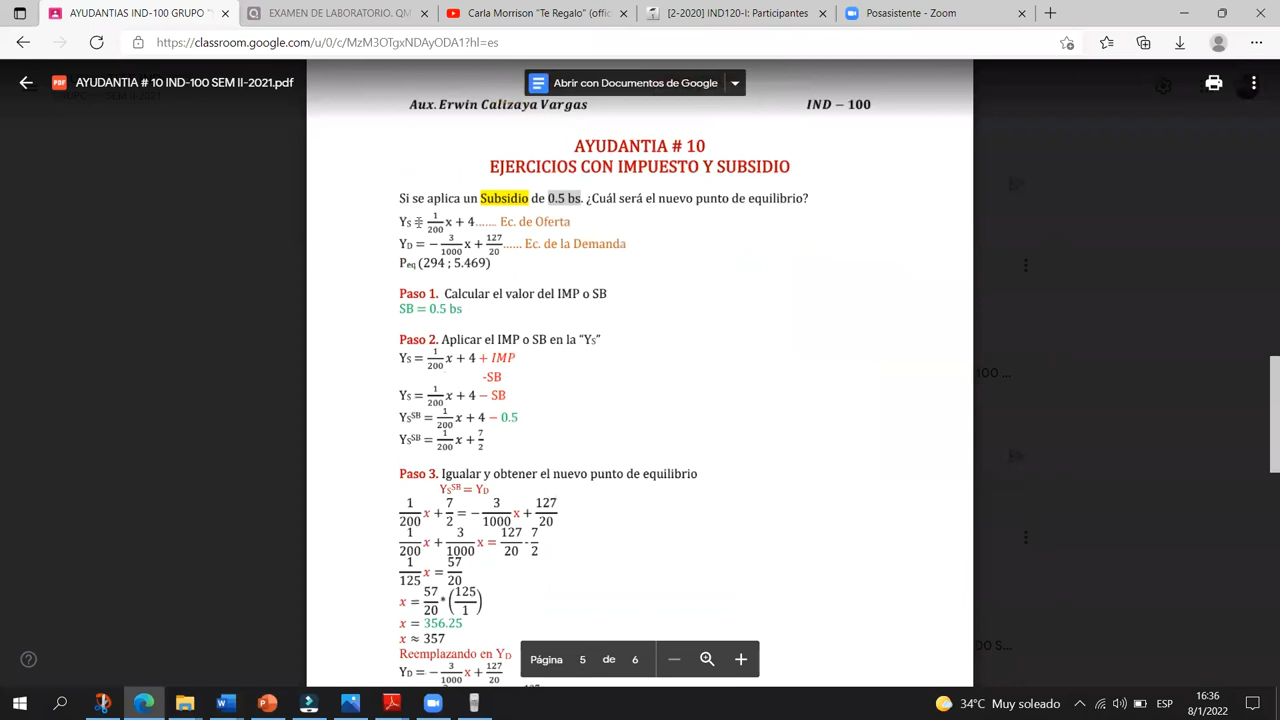 AYUDANTIA # 10 IND-100 GRUPO "
EXAMEN DE LABORATORIO. QM
Carla Morrison "Te Regalo" (ofic
[2-2020] IND120-1: Participantes
Posasistente - Zoom
https://classroom.google.com/u/0/c/MzM3OTgxNDAyODA1?hl=es
AYUDANTIA # 10 IND-100 SEM II-2021.pdf
Abrir con Documentos de Google
Aux. Erwin Calizaya Vargas IND – 100
AYUDANTIA # 10
EJERCICIOS CON IMPUESTO Y SUBSIDIO
Si se aplica un Subsidio de 0.5 bs. ¿Cuál será el nuevo punto de equilibrio?
Ys = 1/200 x + 4....... Ec. de Oferta
YD = − 3/1000 x + 127/20 ...... Ec. de la Demanda
Peq (294 ; 5.469)
Paso 1. Calcular el valor del IMP o SB
SB = 0.5 bs
Paso 2. Aplicar el IMP o SB en la “Ys”
Ys = 1/200 x + 4 + IMP
-SB
Ys = 1/200 x + 4 − SB
YsSB = 1/200 x + 4 − 0.5
YsSB = 1/200 x + 7/2
Paso 3. Igualar y obtener el nuevo punto de equilibrio
YsSB = YD
1/200 x + 7/2 = − 3/1000 x + 127/20
1/200 x + 3/1000 x = 127/20 - 7/2
1/125 x = 57/20
x = 57/20 * (125/1)
x = 356.25
x ≈ 357
Reemplazando en YD
YD = − 3/1000 x + 127/20
Página 5 de 6
34°C Muy soleado
ESP
16:36
8/1/2022